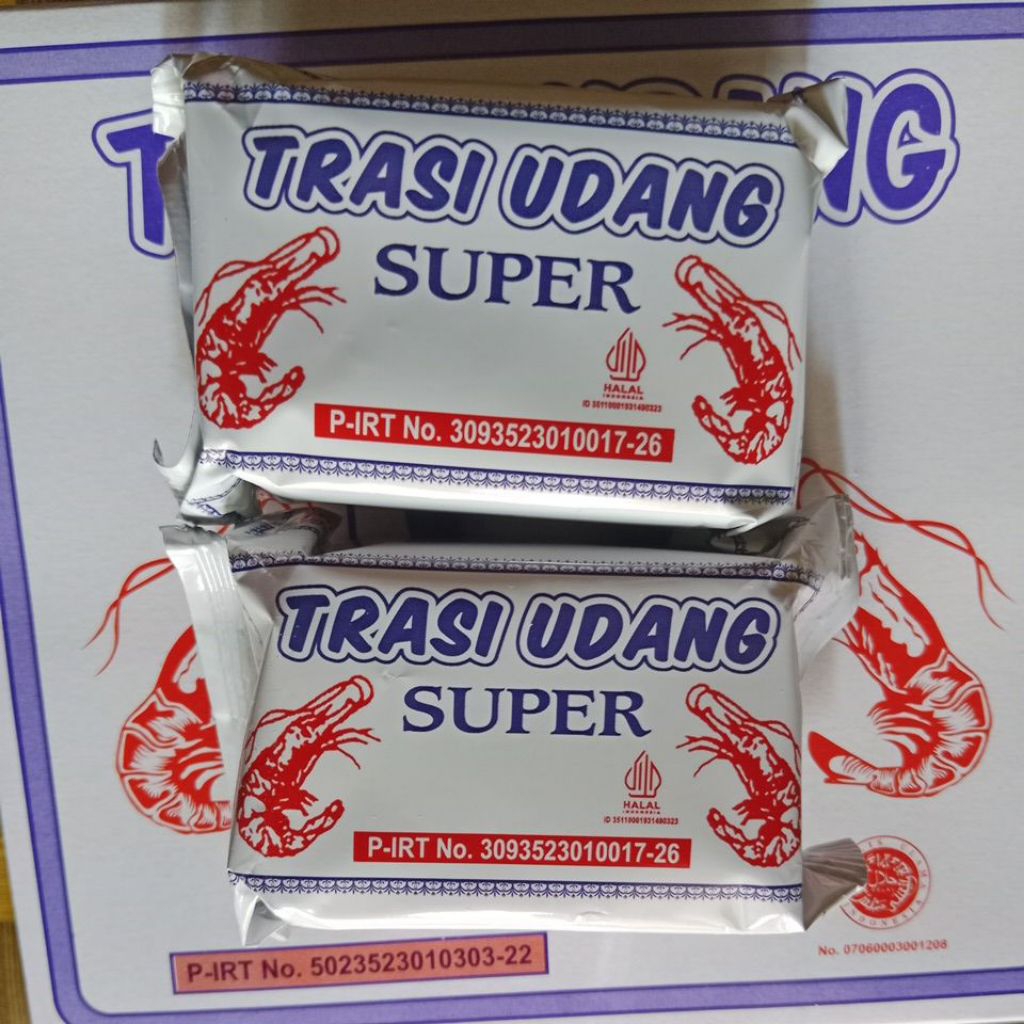 TRASI UDANG
SUPER
HALAL
INDONESIA
P-IRT No. 3093523010017-26
TRASI UDANG
SUPER
HALAL
INDONESIA
P-IRT No. 3093523010017-26
INDONESIA
No. 07060003001208
P-IRT No. 5023523010303-22